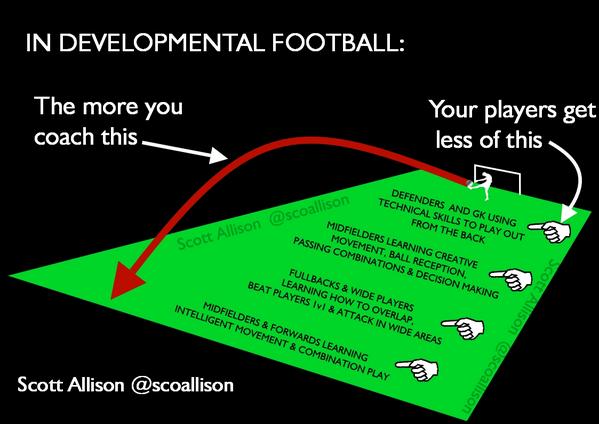 IN DEVELOPMENTAL FOOTBALL:
The more you
coach this
Your players get
less of this
DEFENDERS AND GK USING
TECHNICAL SKILLS TO PLAY OUT
FROM THE BACK
MIDFIELDERS LEARNING CREATIVE
MOVEMENT, BALL RECEPTION,
PASSING COMBINATIONS & DECISION MAKING
FULLBACKS & WIDE PLAYERS
LEARNING HOW TO OVERLAP,
BEAT PLAYERS 1v1 & ATTACK IN WIDE AREAS
MIDFIELDERS & FORWARDS LEARNING
INTELLIGENT MOVEMENT & COMBINATION PLAY
Scott Allison @scoallison
Scott Allison @scoallison
Scott Allison @scoallison
Scott Allison @scoallison